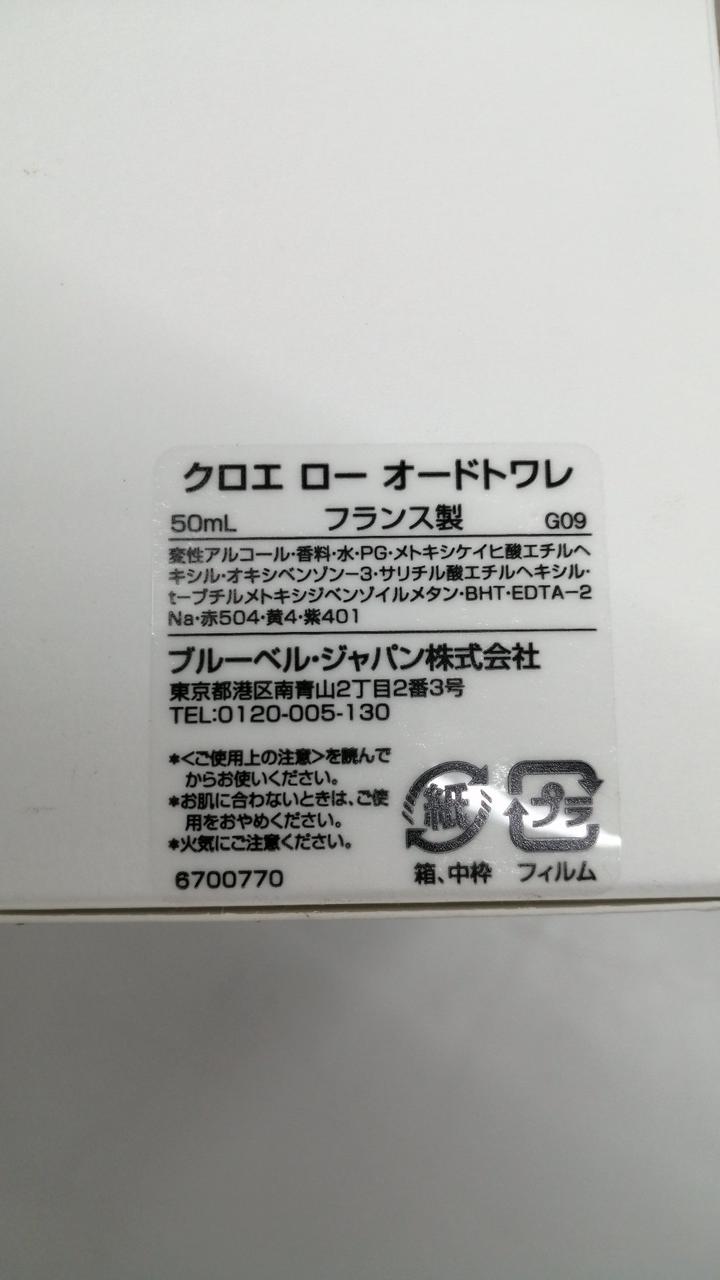 クロエ ロー オードトワレ
50mL フランス製 G09
変性アルコール・香料・水・PG・メトキシケイヒ酸エチルヘ
キシル・オキシベンゾン−3・サリチル酸エチルヘキシル・
t−ブチルメトキシジベンゾイルメタン・BHT・EDTA−2
Na・赤504・黄4・紫401
ブルーベル・ジャパン株式会社
東京都港区南青山2丁目2番3号
TEL:0120-005-130
*<ご使用上の注意>を読んで
からお使いください。
*お肌に合わないときは、ご使
用をおやめください。
*火気にご注意ください。
6700770
紙 プラ
箱、中枠 フィルム